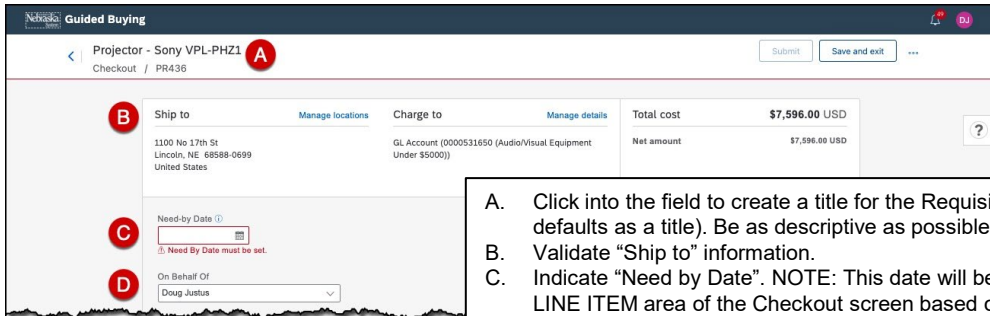 Nebraska Guided Buying
49 DJ
Projector - Sony VPL-PHZ1 A
Checkout / PR436
Submit Save and exit
B Ship to Manage locations
1100 No 17th St
Lincoln, NE 68588-0699
United States
Charge to Manage details
GL Account (0000531650 (Audio/Visual Equipment
Under $5000))
Total cost $7,596.00 USD
Net amount $7,596.00 USD
?
C Need-by Date
Need By Date must be set.
D On Behalf Of
Doug Justus
A. Click into the field to create a title for the
defaults as a title). Be as descriptive as possible
B. Validate “Ship to” information.
C. Indicate “Need by Date”. NOTE: This date will
LINE ITEM area of the Checkout screen based